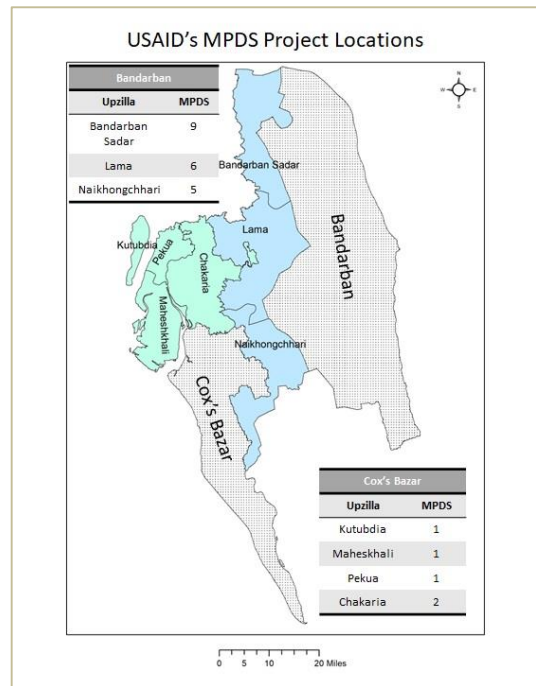 USAID's MPDS Project Locations
Bandarban
Upzilla MPDS
Bandarban Sadar 9
Lama 6
Naikhongchhari 5
N
W E
S
Bandarban Sadar
Lama
Bandarban
Kutubdia
Pekua
Chakaria
Maheshkhali
Naikhongchhari
Cox's Bazar
Cox's Bazar
Upzilla MPDS
Kutubdia 1
Maheskhali 1
Pekua 1
Chakaria 2
0 5 10 20 Miles